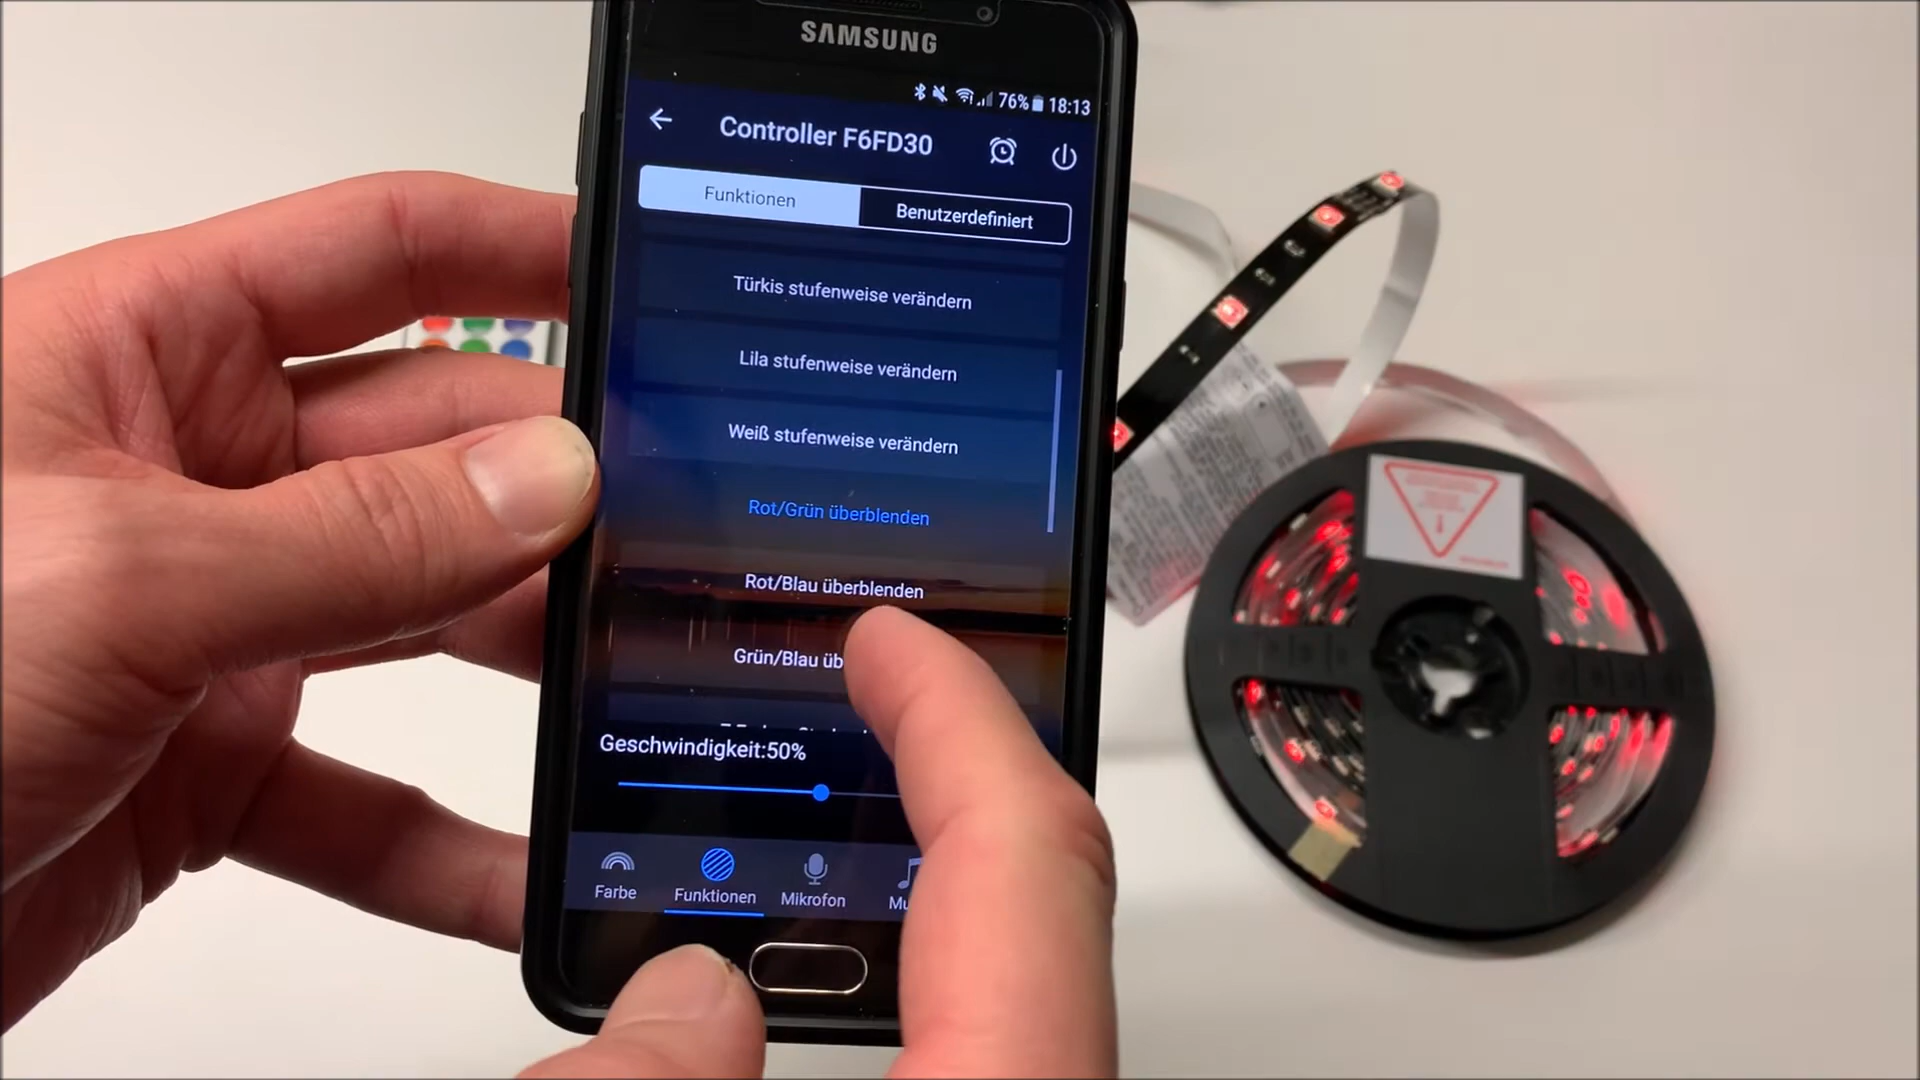 SAMSUNG
76% 18:13
Controller F6FD30
Funktionen
Benutzerdefiniert
Türkis stufenweise verändern
Lila stufenweise verändern
Weiß stufenweise verändern
Rot/Grün überblenden
Rot/Blau überblenden
Grün/Blau üb
Geschwindigkeit:50%
Farbe
Funktionen
Mikrofon
Mu